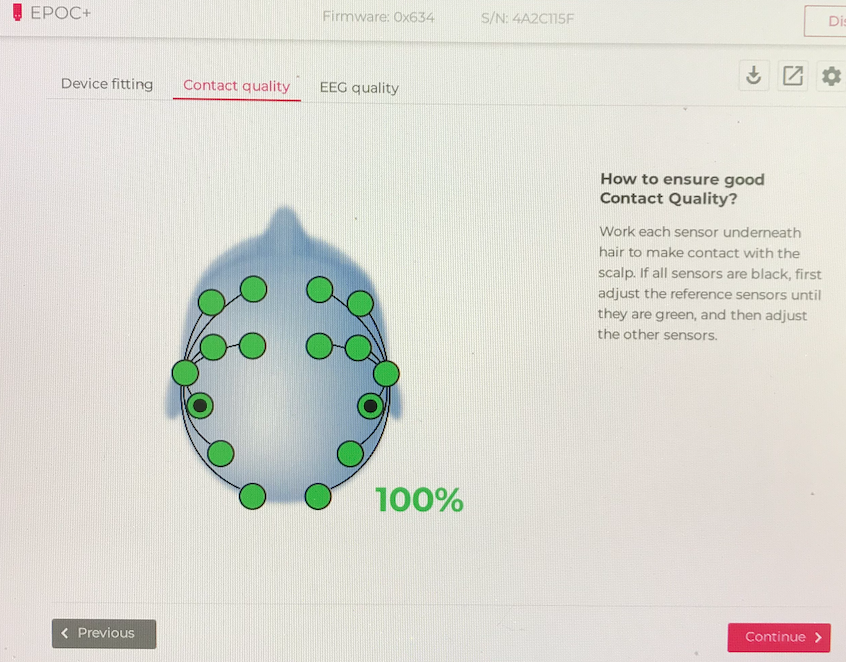 EPOC+
Firmware: 0x634
S/N: 4A2C115F
Device fitting
Contact quality
EEG quality
How to ensure good
Contact Quality?
Work each sensor underneath
hair to make contact with the
scalp. If all sensors are black, first
adjust the reference sensors until
they are green, and then adjust
the other sensors.
100%
Previous
Continue